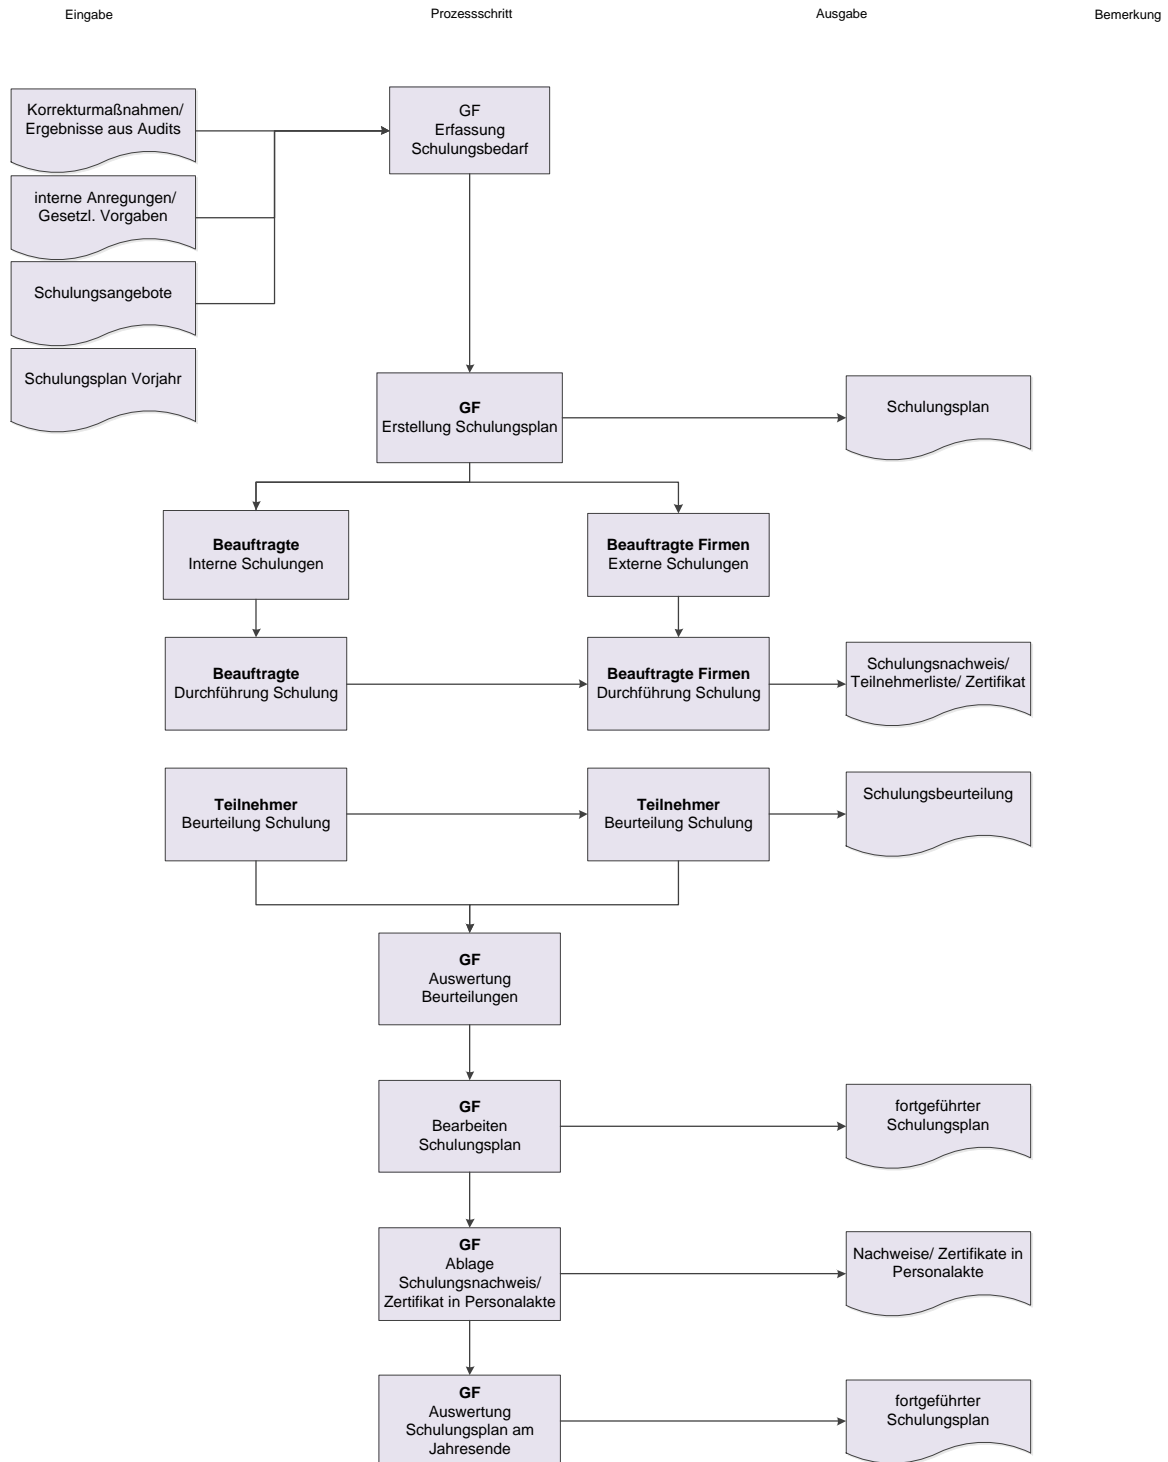 Eingabe
Prozessschritt
Ausgabe
Bemerkung
Korrekturmaßnahmen/
Ergebnisse aus Audits
GF
Erfassung
Schulungsbedarf
interne Anregungen/
Gesetzl. Vorgaben
Schulungsangebote
Schulungsplan Vorjahr
GF
Erstellung Schulungsplan
Schulungsplan
Beauftragte
Interne Schulungen
Beauftragte Firmen
Externe Schulungen
Beauftragte
Durchführung Schulung
Beauftragte Firmen
Durchführung Schulung
Schulungsnachweis/
Teilnehmerliste/ Zertifikat
Teilnehmer
Beurteilung Schulung
Teilnehmer
Beurteilung Schulung
Schulungsbeurteilung
GF
Auswertung
Beurteilungen
GF
Bearbeiten
Schulungsplan
fortgeführter
Schulungsplan
GF
Ablage
Schulungsnachweis/
Zertifikat in Personalakte
Nachweise/ Zertifikate in
Personalakte
GF
Auswertung
Schulungsplan am
Jahresende
fortgeführter
Schulungsplan